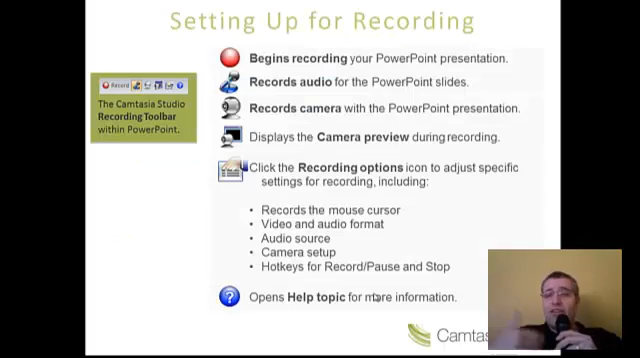 Setting Up for Recording
Begins recording your PowerPoint presentation.
Record
Records audio for the PowerPoint slides.
The Camtasia Studio
Recording Toolbar
within PowerPoint.
Records camera with the PowerPoint presentation.
Displays the Camera preview during recording.
Click the Recording options icon to adjust specific
settings for recording, including:
• Records the mouse cursor
• Video and audio format
• Audio source
• Camera setup
• Hotkeys for Record/Pause and Stop
? Opens Help topic for more information.
Camtas